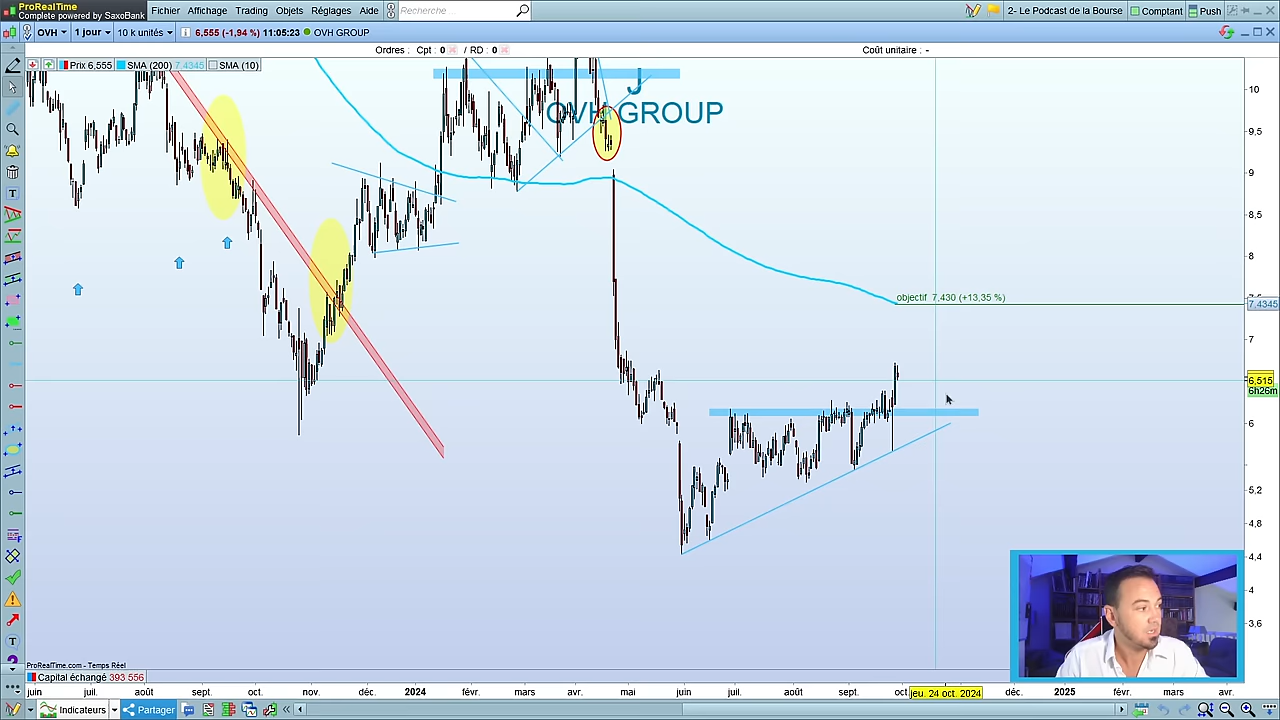 ProRealTime
Complete powered by SaxoBank
Fichier Affichage Trading Objets Réglages Aide Recherche 2- Le Podcast de la Bourse Comptant Push
OVH 1 jour 10 k unités 6,555 (-1,94 %) 11:05:23 OVH GROUP
Ordres : Cpt : 0 / RD : 0 Coût unitaire : -
Prix 6,555 SMA (200) 7.4345 SMA (10)
J
OVH GROUP
10
9,5
9
8,5
8
objectif 7,430 (+13,35 %)
7,4345
7
6,515
6h26m
6
5,2
4,8
4,4
4
3,6
ProRealTime.com - Temps Réel
Capital échangé 393 556
juin juil. août sept. oct. nov. déc. 2024 févr. mars avr. mai juin juil. août sept. oct jeu. 24 oct. 2024 déc. 2025 févr. mars avr.
Indicateurs Partager